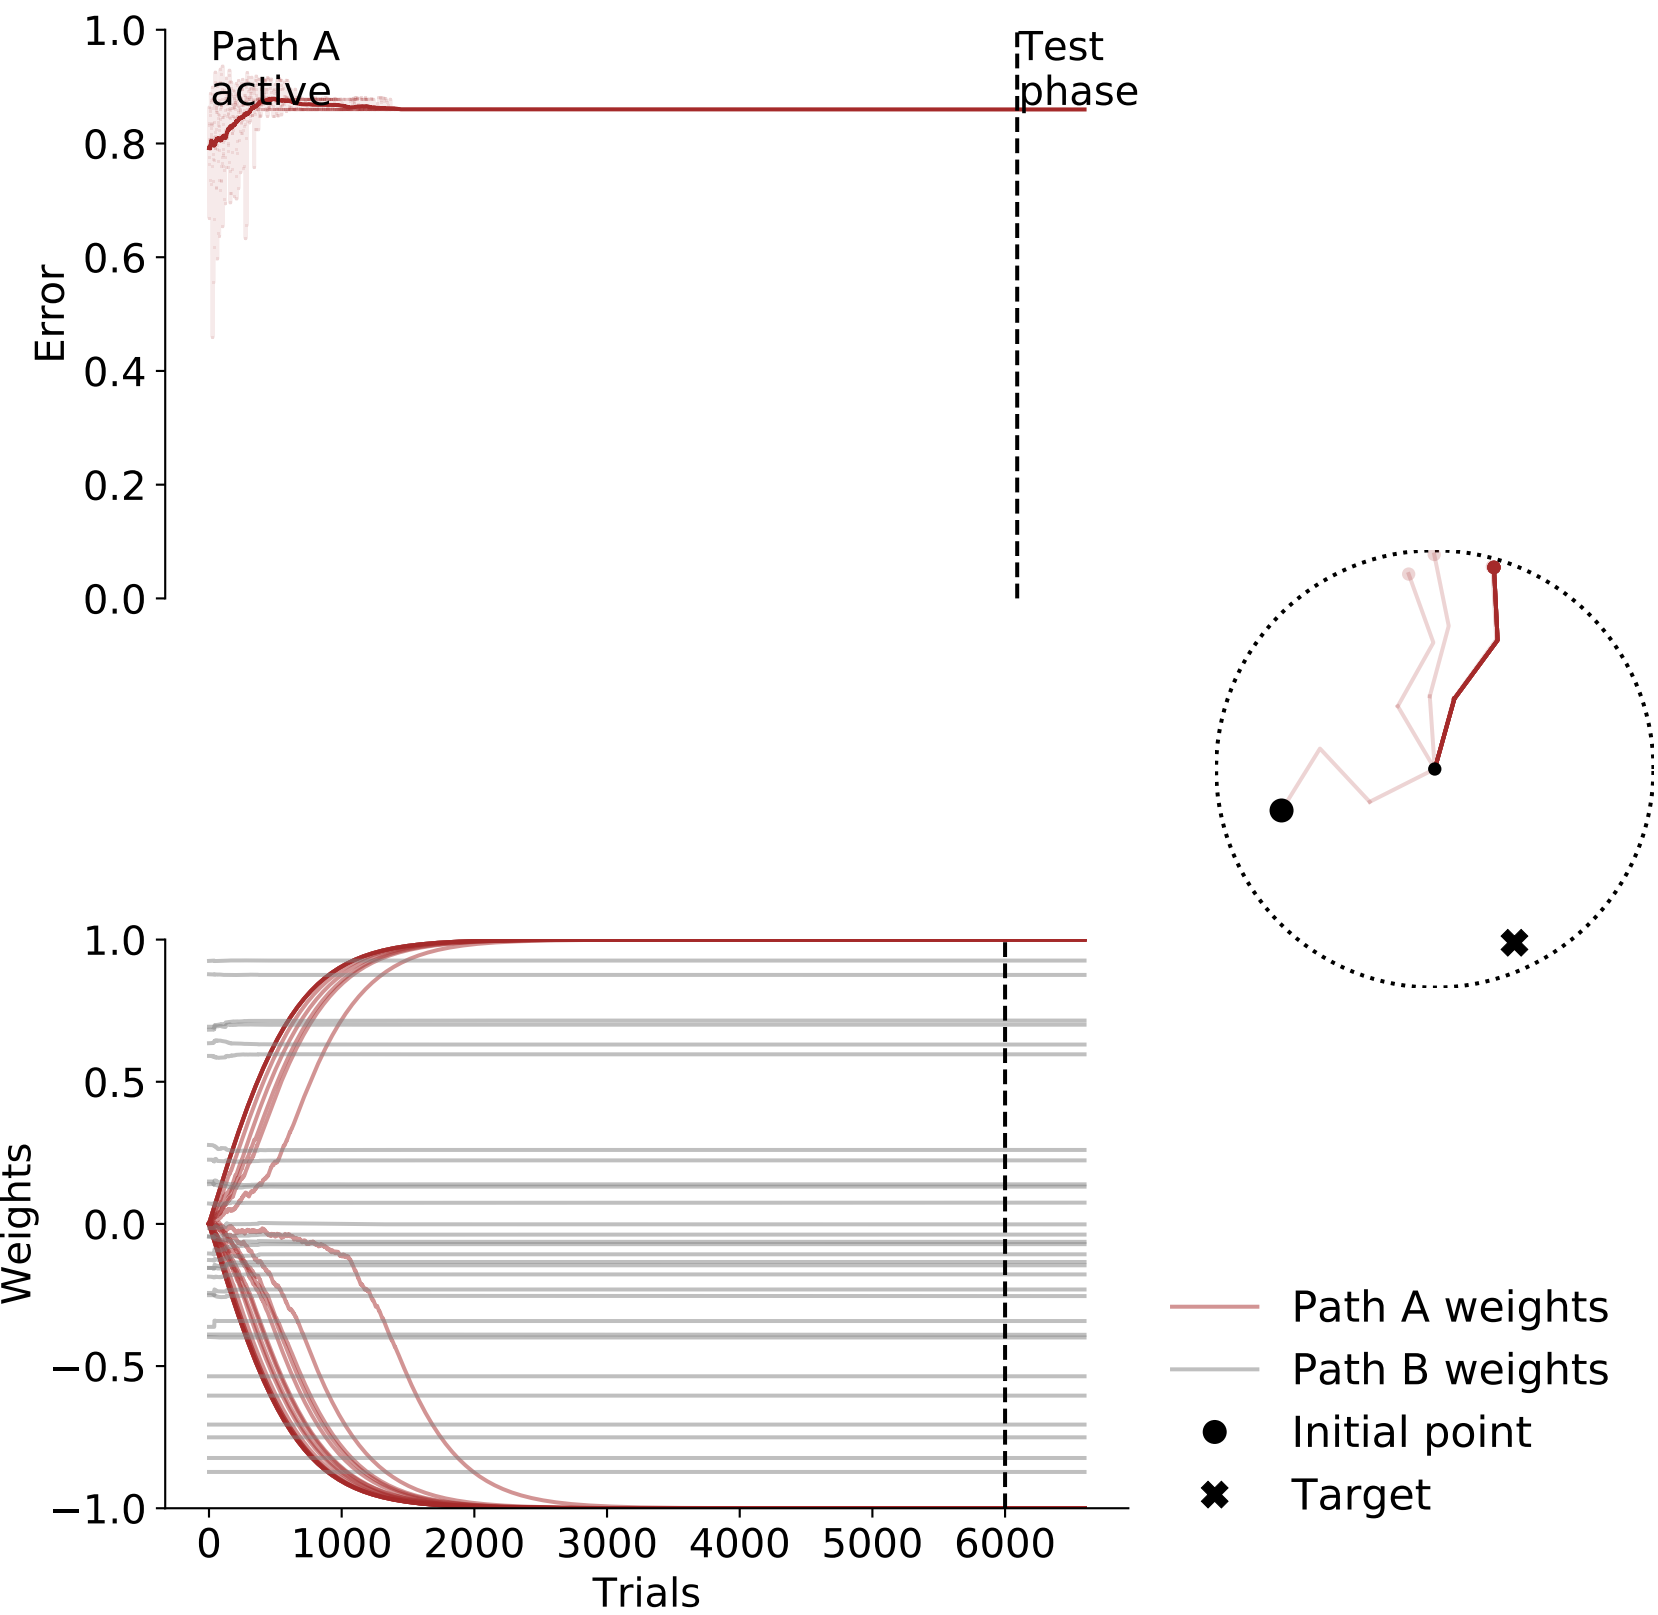 1.0
Path A
active
Test
phase
0.8
0.6
0.4
0.2
0.0
Error
1.0
0.5
0.0
−0.5
−1.0
Weights
0
1000
2000
3000
4000
5000
6000
Trials
Path A weights
Path B weights
Initial point
Target